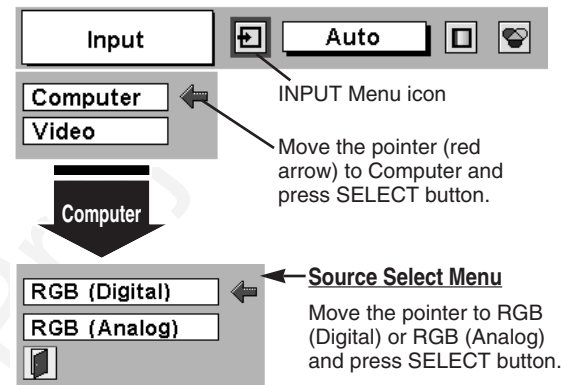 Input
Auto
INPUT Menu icon
Computer
Video
Move the pointer (red
arrow) to Computer and
press SELECT button.
Computer
Source Select Menu
RGB (Digital)
RGB (Analog)
Move the pointer to RGB
(Digital) or RGB (Analog)
and press SELECT button.